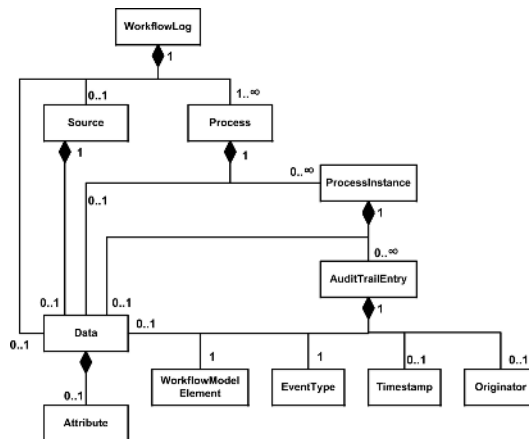 WorkflowLog
1
0..1
1..∞
Source
Process
1
1
0..∞
ProcessInstance
0..1
1
0..∞
AuditTrailEntry
0..1
0..1
1
0..1
Data
0..1
1
1
0..1
0..1
WorkflowModel
Element
EventType
Timestamp
Originator
0..1
Attribute